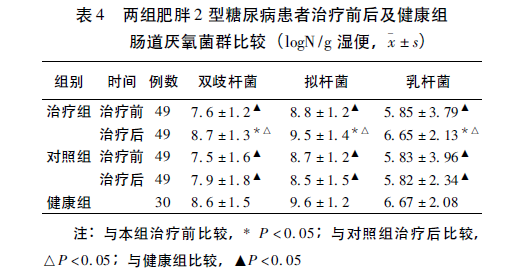 表4 两组肥胖2型糖尿病患者治疗前后及健康组
肠道厌氧菌群比较(logN/g 湿便, x̄±s)
组别 时间 例数 双歧杆菌 拟杆菌 乳杆菌
治疗组 治疗前 49 7.6±1.2▲ 8.8±1.2▲ 5.85±3.79▲
治疗后 49 8.7±1.3*△ 9.5±1.4*△ 6.65±2.13*△
对照组 治疗前 49 7.5±1.6▲ 8.7±1.2▲ 5.83±3.96▲
治疗后 49 7.9±1.8▲ 8.5±1.5▲ 5.82±2.34▲
健康组 30 8.6±1.5 9.6±1.2 6.67±2.08
注:与本组治疗前比较,* P<0.05;与对照组治疗后比较,
△P<0.05;与健康组比较,▲P<0.05